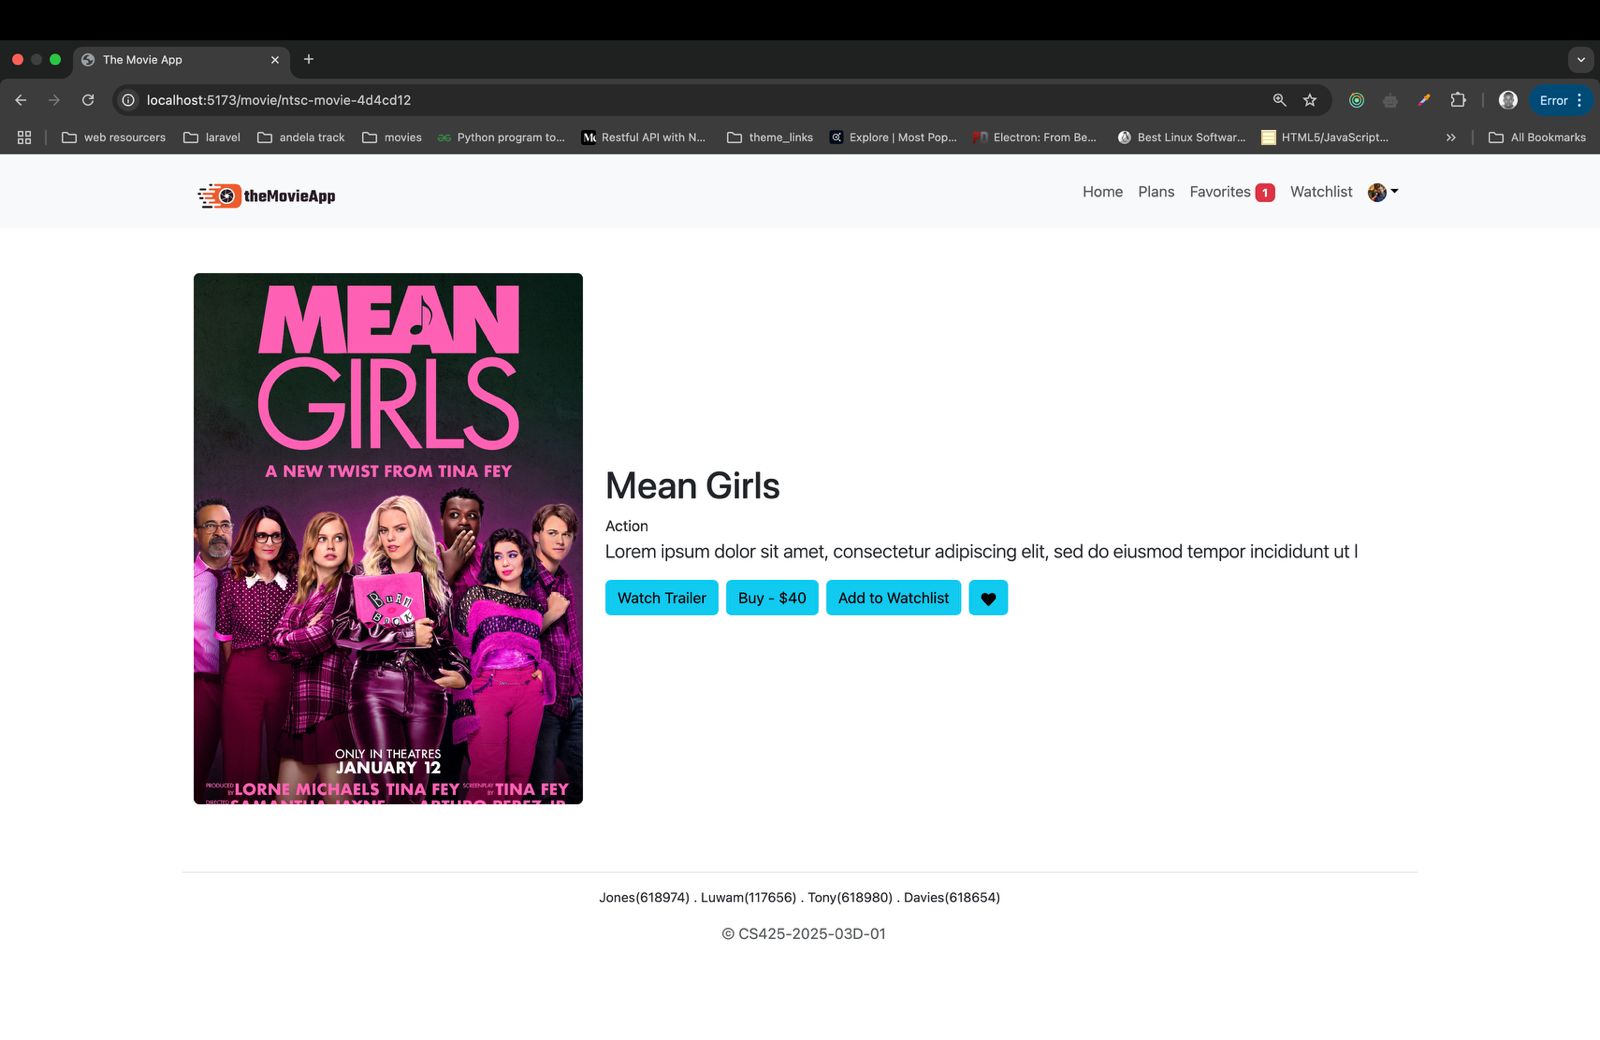 The Movie App
localhost:5173/movie/ntsc-movie-4d4cd12
Error
web resourcers laravel andela track movies Python program to... Restful API with N... theme_links Explore | Most Pop... Electron: From Be... Best Linux Softwar... HTML5/JavaScript... All Bookmarks
theMovieApp
Home Plans Favorites 1 Watchlist
MEAN
GIRLS
A NEW TWIST FROM TINA FEY
BURN
BOOK
ONLY IN THEATRES
JANUARY 12
PRODUCED BY LORNE MICHAELS TINA FEY SCREENPLAY BY TINA FEY
Mean Girls
Action
Lorem ipsum dolor sit amet, consectetur adipiscing elit, sed do eiusmod tempor incididunt ut l
Watch Trailer Buy - $40 Add to Watchlist
Jones(618974) . Luwam(117656) . Tony(618980) . Davies(618654)
© CS425-2025-03D-01